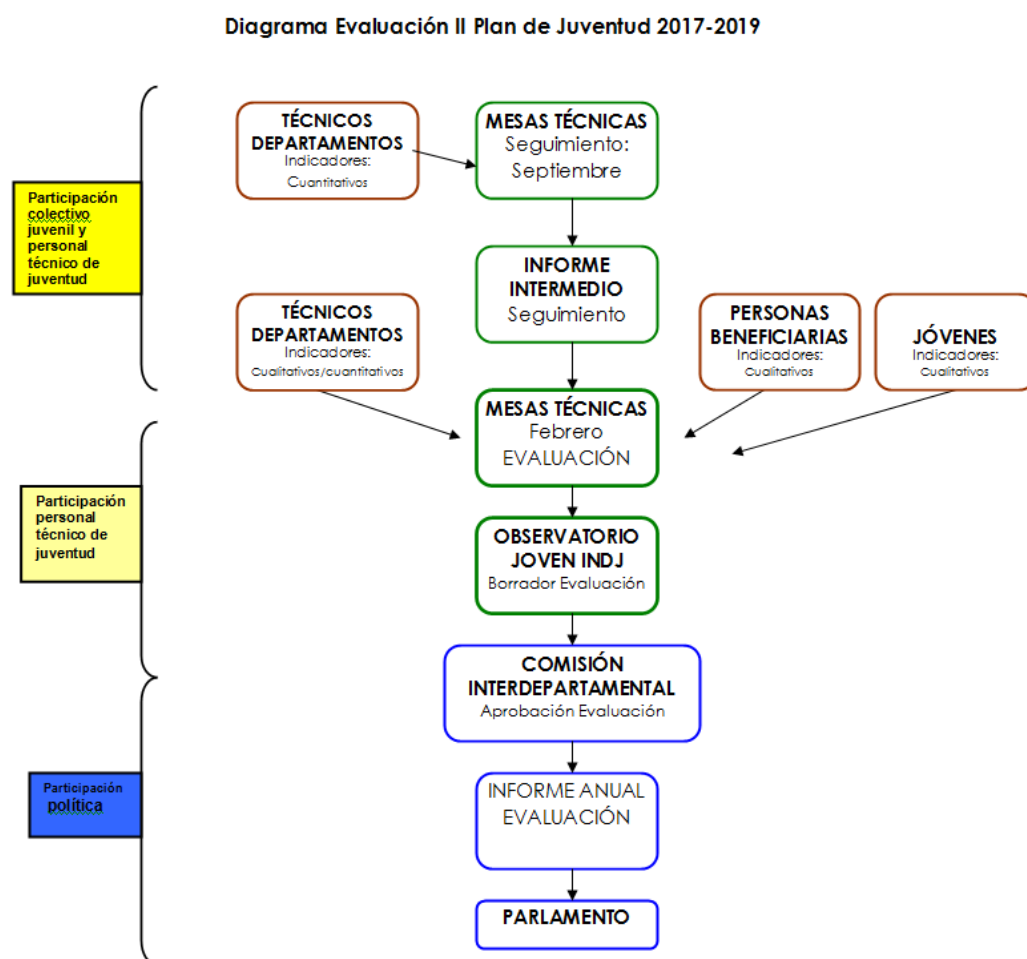 Diagrama Evaluación II Plan de Juventud 2017-2019
TÉCNICOS
DEPARTAMENTOS
Indicadores:
Cuantitativos
MESAS TÉCNICAS
Seguimiento:
Septiembre
Participación
colectivo
juvenil y
personal
técnico de
juventud
INFORME
INTERMEDIO
Seguimiento
TÉCNICOS
DEPARTAMENTOS
Indicadores:
Cualitativos/cuantitativos
PERSONAS
BENEFICIARIAS
Indicadores:
Cualitativos
JÓVENES
Indicadores:
Cualitativos
MESAS TÉCNICAS
Febrero
EVALUACIÓN
Participación
personal
técnico de
juventud
OBSERVATORIO
JOVEN INDJ
Borrador Evaluación
COMISIÓN
INTERDEPARTAMENTAL
Aprobación Evaluación
Participación
política
INFORME ANUAL
EVALUACIÓN
PARLAMENTO